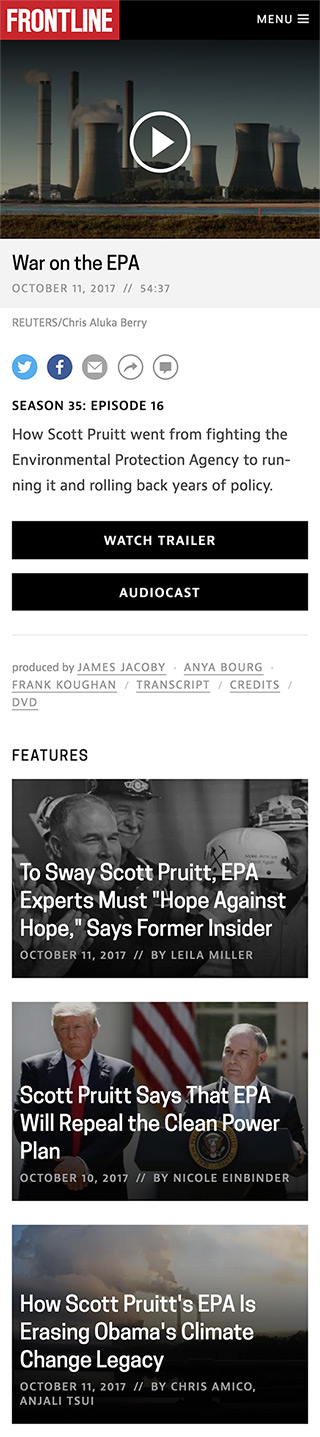 FRONTLINE
MENU
War on the EPA
OCTOBER 11, 2017 // 54:37
REUTERS/Chris Aluka Berry
SEASON 35: EPISODE 16
How Scott Pruitt went from fighting the
Environmental Protection Agency to run-
ning it and rolling back years of policy.
WATCH TRAILER
AUDIOCAST
produced by JAMES JACOBY · ANYA BOURG ·
FRANK KOUGHAN / TRANSCRIPT / CREDITS /
DVD
FEATURES
To Sway Scott Pruitt, EPA
Experts Must "Hope Against
Hope," Says Former Insider
OCTOBER 11, 2017 // BY LEILA MILLER
Scott Pruitt Says That EPA
Will Repeal the Clean Power
Plan
OCTOBER 10, 2017 // BY NICOLE EINBINDER
How Scott Pruitt's EPA Is
Erasing Obama's Climate
Change Legacy
OCTOBER 11, 2017 // BY CHRIS AMICO,
ANJALI TSUI